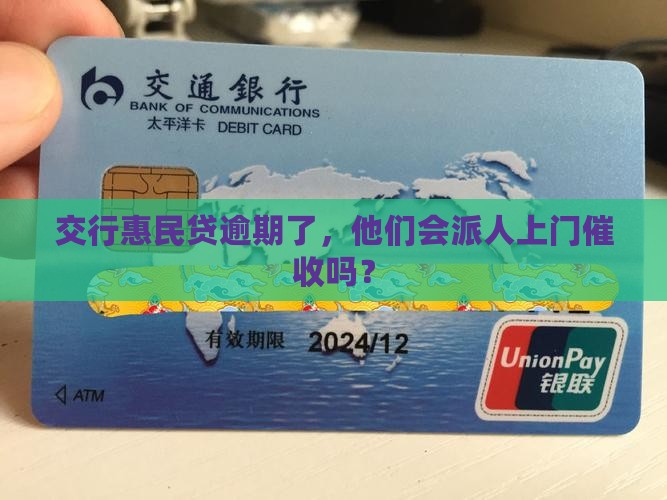 交通銀行
BANK OF COMMUNICATIONS
太平洋卡 DEBIT CARD
交行惠民贷逾期了，他们会派人上门催
收吗？
有效期限 2024/12
UnionPay
银联
ATM